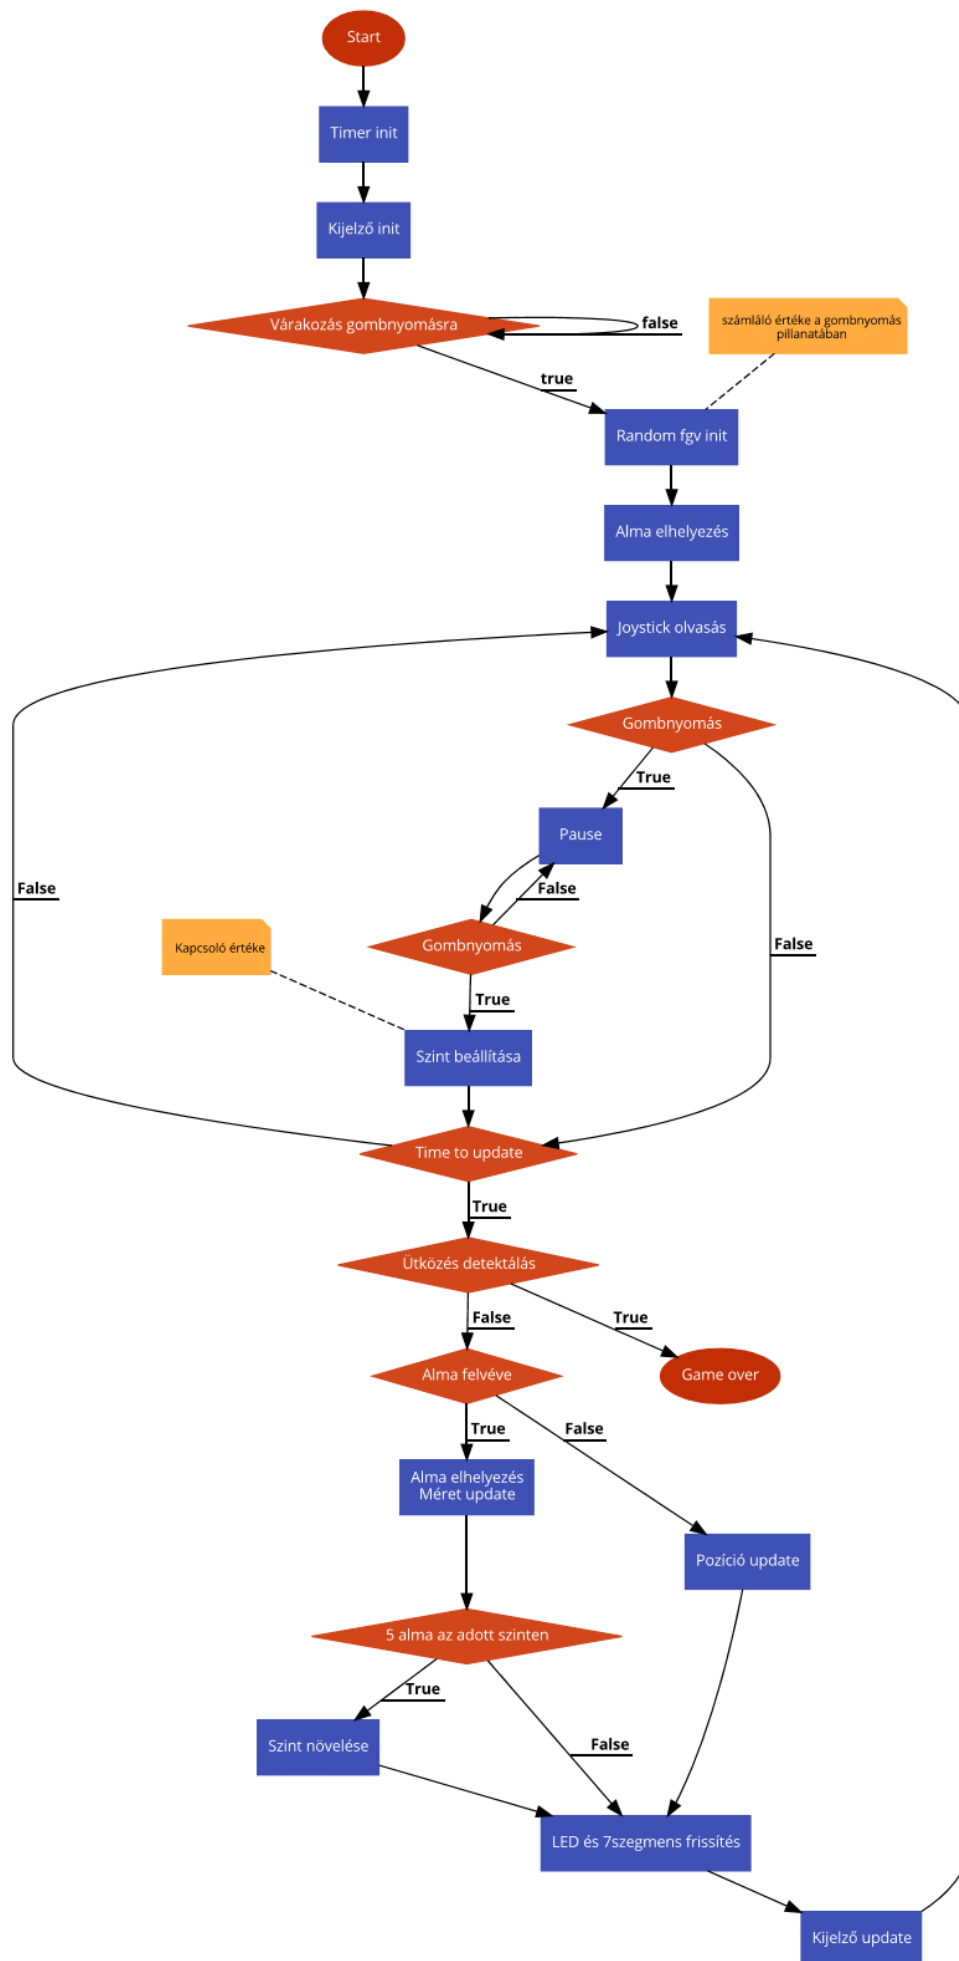 Start
Timer init
Kijelző init
Várakozás gombnyomásra
false
számláló értéke a gombnyomás
pillanatában
true
Random fgv init
Alma elhelyezés
Joystick olvasás
Gombnyomás
True
Pause
False
False
Gombnyomás
Kapcsoló értéke
False
True
Szint beállítása
Time to update
True
Ütközés detektálás
False
True
Alma felvéve
Game over
True
False
Alma elhelyezés
Méret update
Pozíció update
5 alma az adott szinten
True
Szint növelése
False
LED és 7szegmens frissítés
Kijelző update